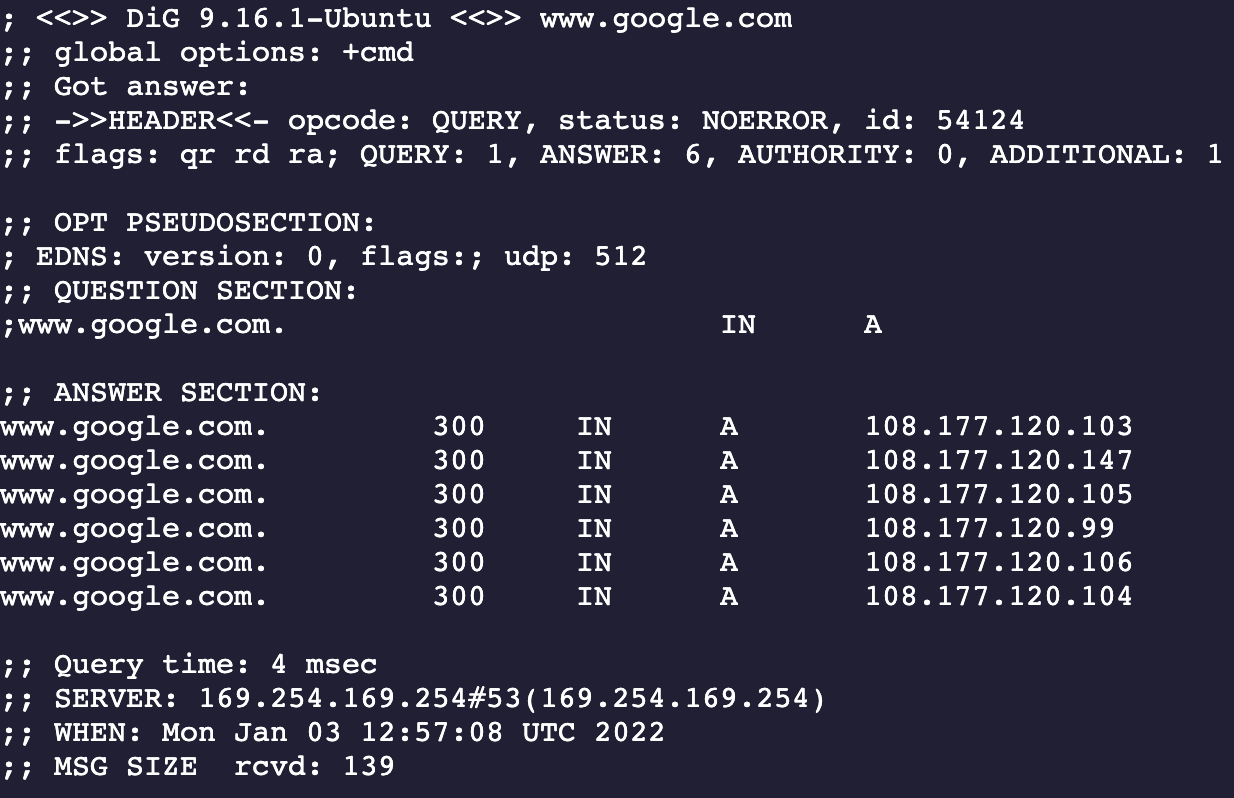 ; <<>> DiG 9.16.1-Ubuntu <<>> www.google.com
;; global options: +cmd
;; Got answer:
;; ->>HEADER<<- opcode: QUERY, status: NOERROR, id: 54124
;; flags: qr rd ra; QUERY: 1, ANSWER: 6, AUTHORITY: 0, ADDITIONAL: 1
;; OPT PSEUDOSECTION:
; EDNS: version: 0, flags:; udp: 512
;; QUESTION SECTION:
;www.google.com. IN A
;; ANSWER SECTION:
www.google.com. 300 IN A 108.177.120.103
www.google.com. 300 IN A 108.177.120.147
www.google.com. 300 IN A 108.177.120.105
www.google.com. 300 IN A 108.177.120.99
www.google.com. 300 IN A 108.177.120.106
www.google.com. 300 IN A 108.177.120.104
;; Query time: 4 msec
;; SERVER: 169.254.169.254#53(169.254.169.254)
;; WHEN: Mon Jan 03 12:57:08 UTC 2022
;; MSG SIZE  rcvd: 139